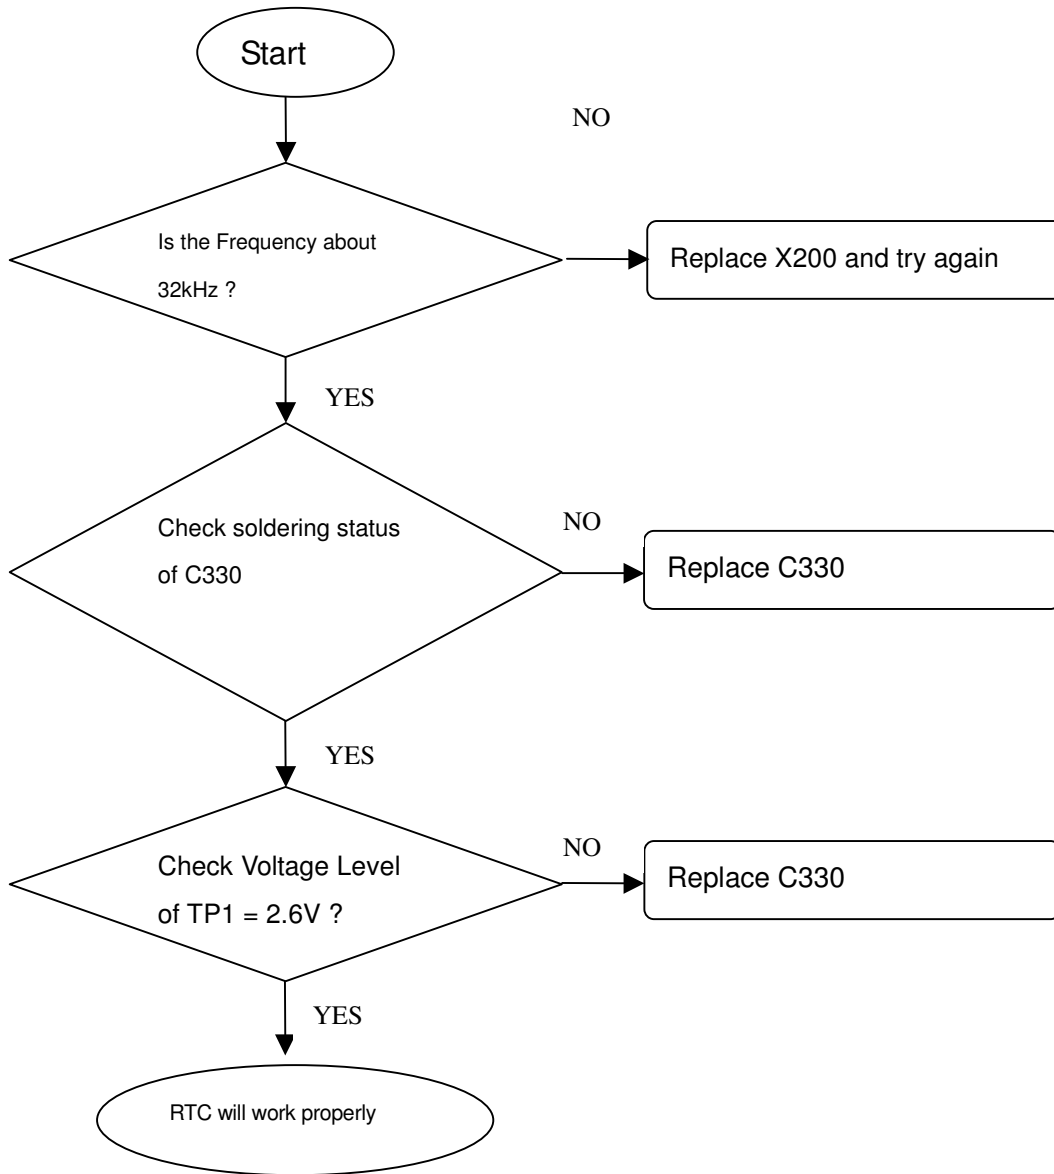 Start
NO
Is the Frequency about
32kHz ?
Replace X200 and try again
YES
Check soldering status
of C330
NO
Replace C330
YES
Check Voltage Level
of TP1 = 2.6V ?
NO
Replace C330
YES
RTC will work properly